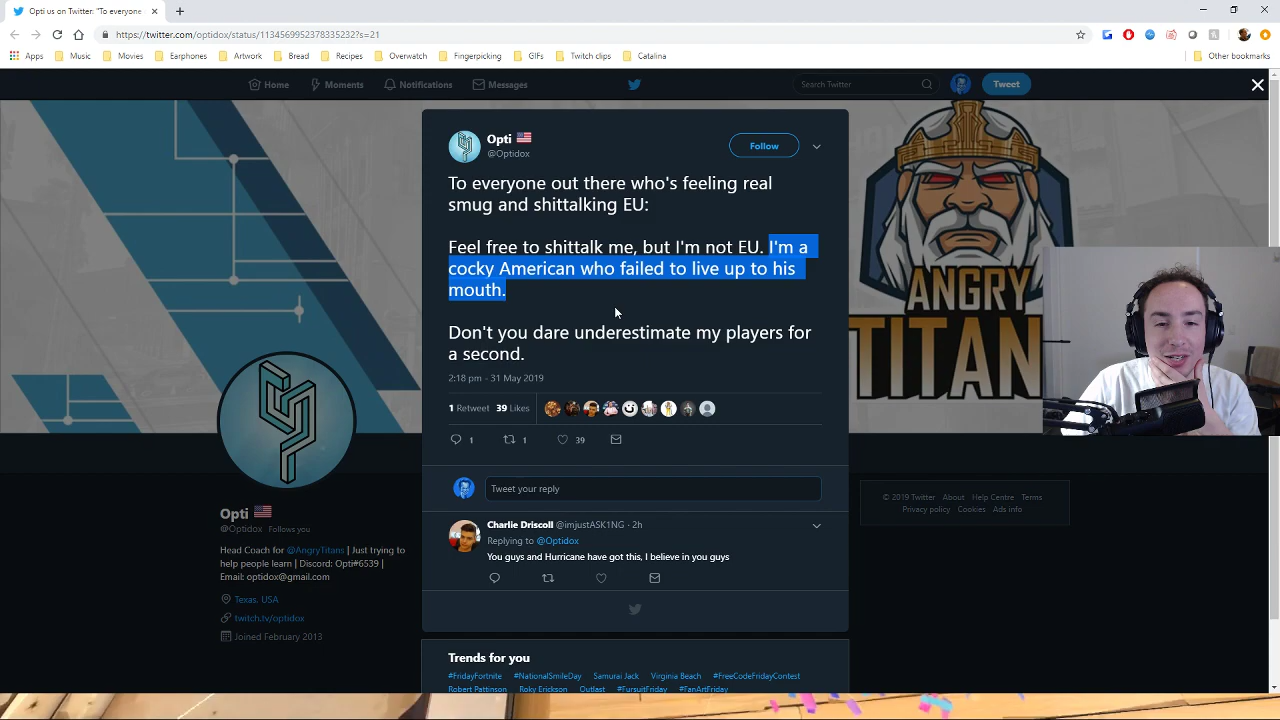 Opti us on Twitter: "To everyone
https://twitter.com/optidox/status/1134569952378335232?s=21
Apps
Music
Movies
Earphones
Artwork
Bread
Recipes
Overwatch
Fingerpicking
GIFs
Twitch clips
Catalina
Other bookmarks
Home
Moments
Notifications
Messages
Search Twitter
Tweet
Opti
@Optidox
Follow
To everyone out there who's feeling real
smug and shittalking EU:
Feel free to shittalk me, but I'm not EU. I'm a
cocky American who failed to live up to his
mouth.
Don't you dare underestimate my players for
a second.
2:18 pm - 31 May 2019
1 Retweet 39 Likes
1
1
39
Tweet your reply
Charlie Driscoll @imjustASK1NG · 2h
Replying to @Optidox
You guys and Hurricane have got this, I believe in you guys
Trends for you
#FridayFortnite #NationalSmileDay Samurai Jack Virginia Beach #FreeCodeFridayContest
Robert Pattinson Roky Erickson Outlast #FursuitFriday #FanArtFriday
Opti
@Optidox Follows you
Head Coach for @AngryTitans | Just trying to
help people learn | Discord: Opti#6539 |
Email: optidox@gmail.com
Texas, USA
twitch.tv/optidox
Joined February 2013
ANGRY
TITAN
© 2019 Twitter About Help Centre Terms
Privacy policy Cookies Ads info